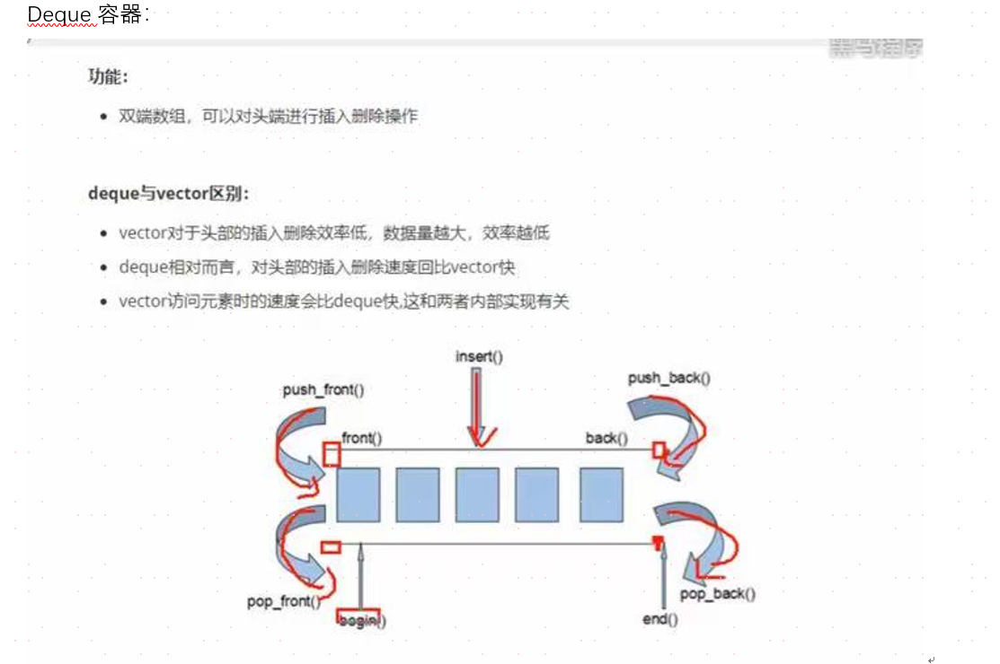 Deque 容器：
黑马程序
功能：
• 双端数组，可以对头端进行插入删除操作
deque与vector区别：
• vector对于头部的插入删除效率低，数据量越大，效率越低
• deque相对而言，对头部的插入删除速度回比vector快
• vector访问元素时的速度会比deque快,这和两者内部实现有关
insert()
push_front()
push_back()
front()
back()
pop_front()
begin()
end()
pop_back()